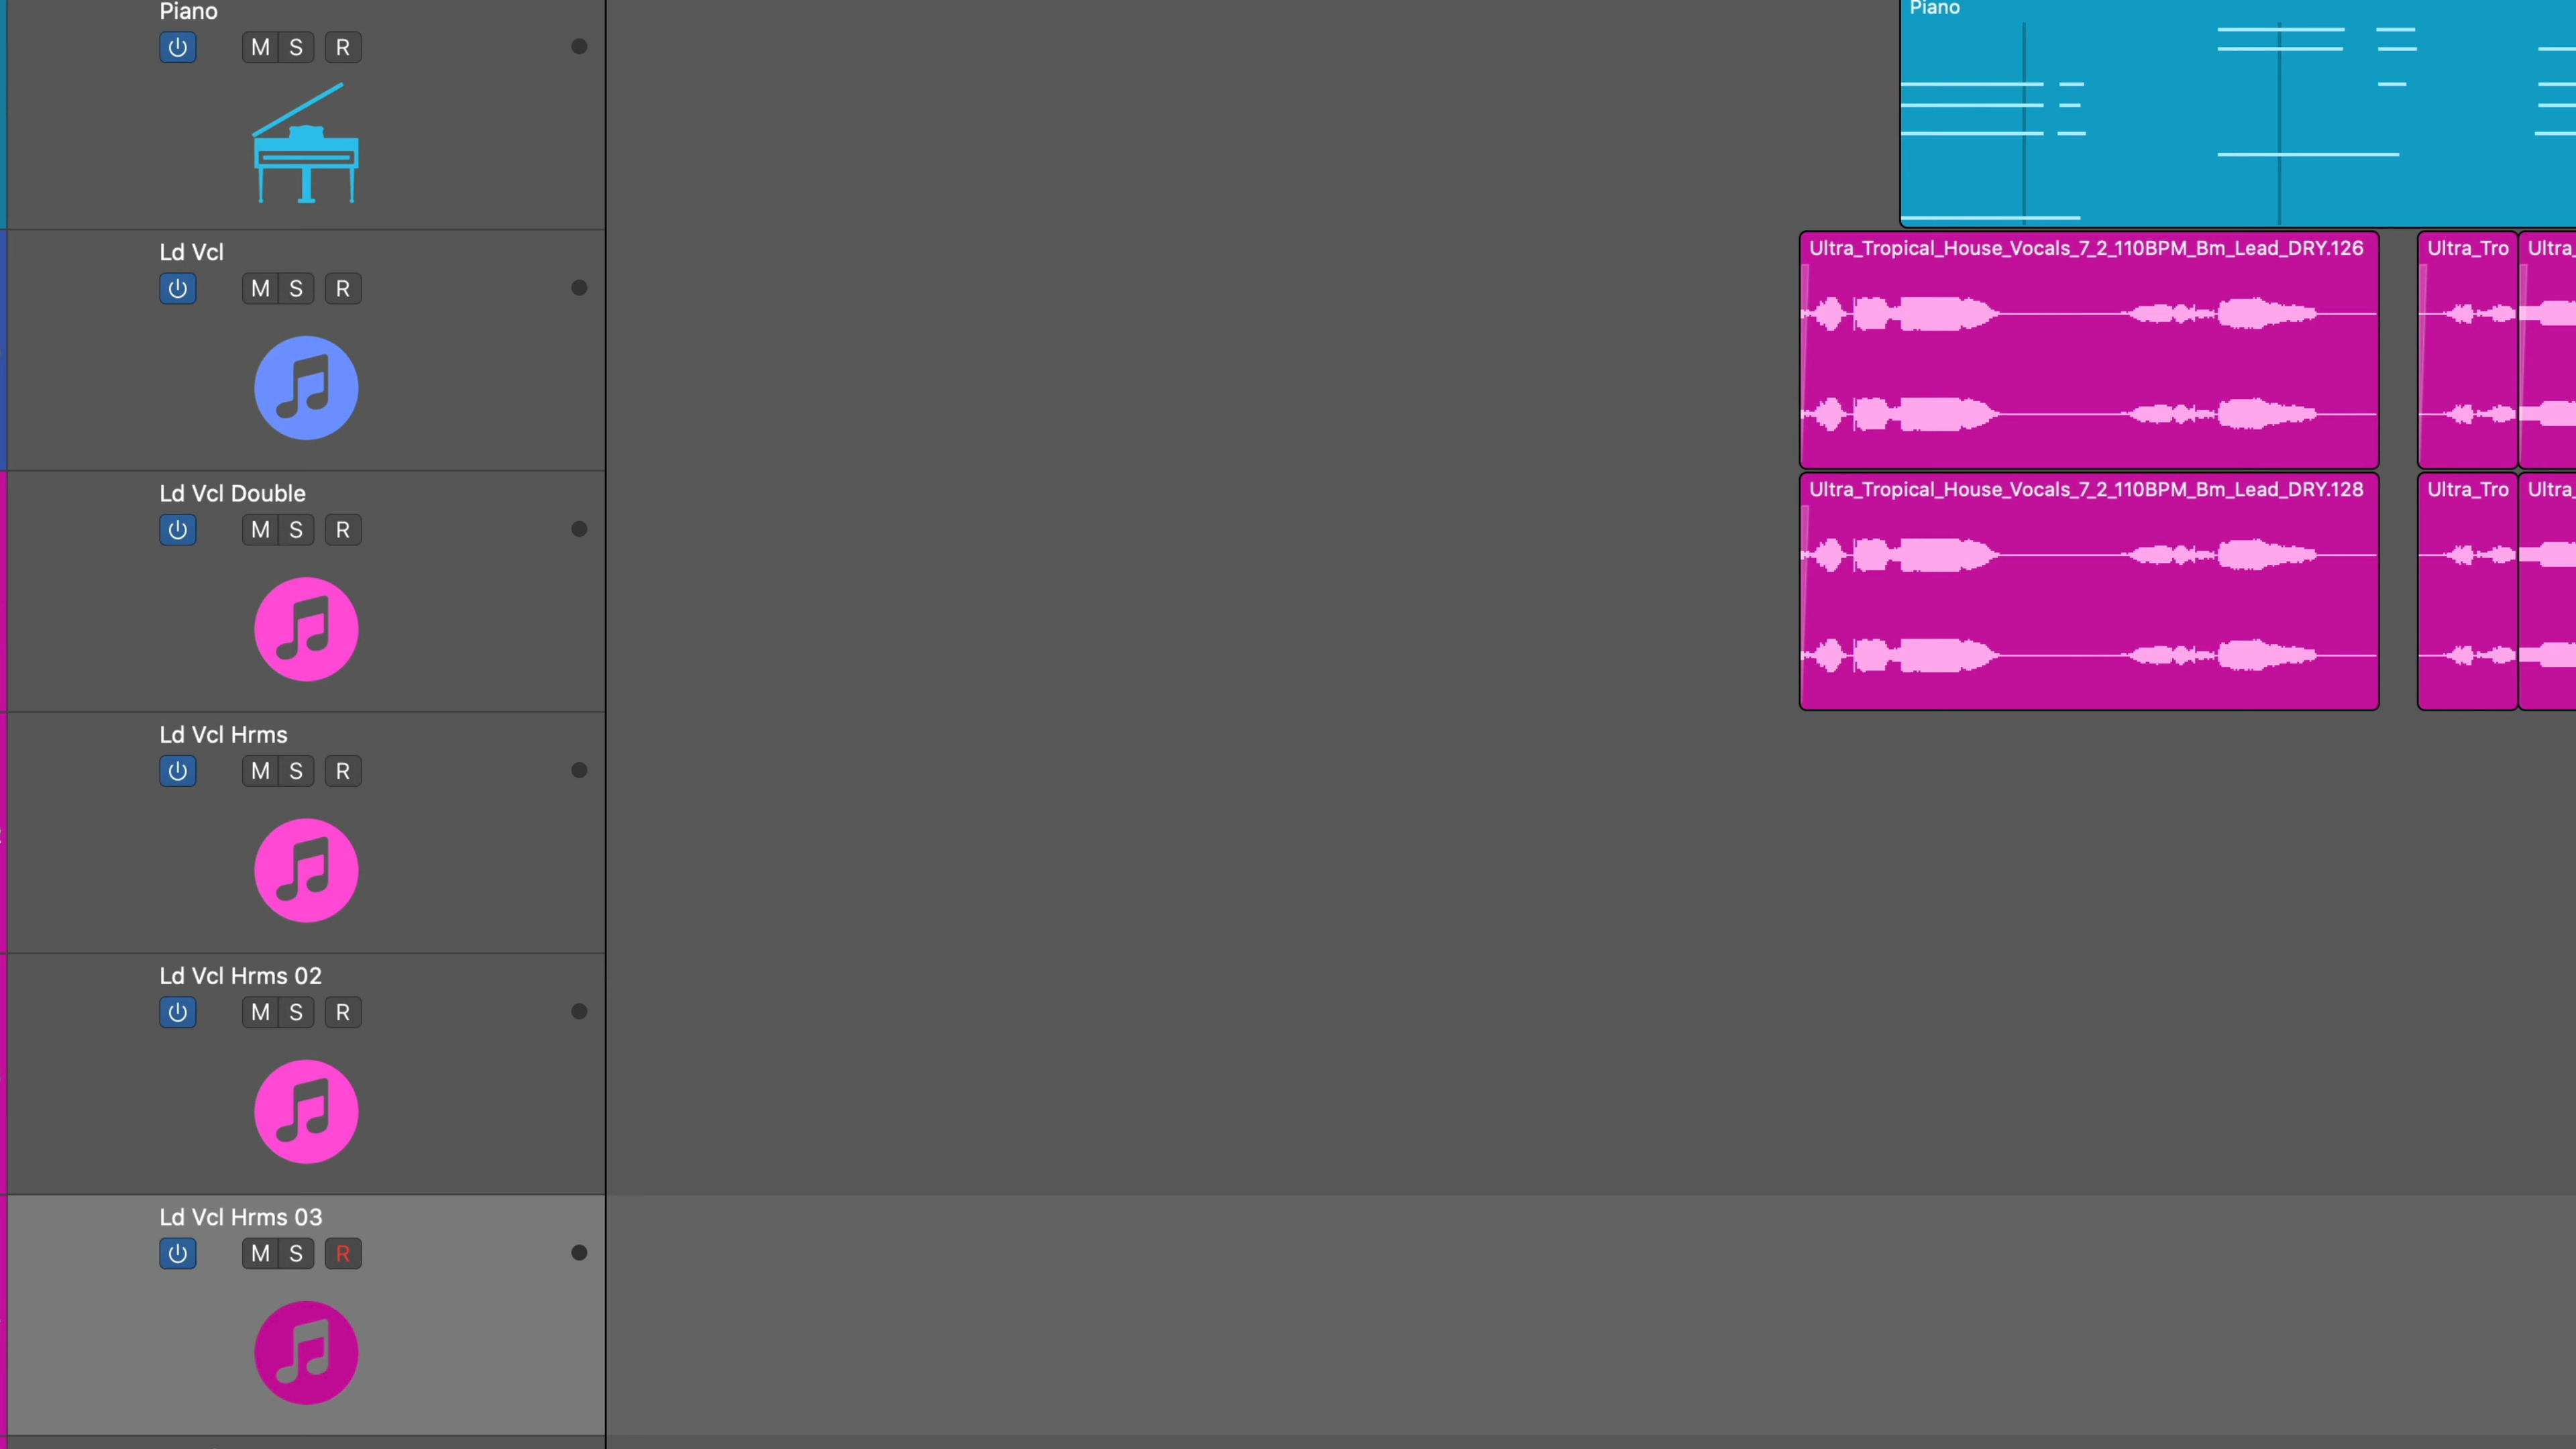 Piano
M S R
Piano
Ld Vcl
M S R
Ultra_Tropical_House_Vocals_7_2_110BPM_Bm_Lead_DRY.126
Ultra_Tro
Ultra_
Ld Vcl Double
M S R
Ultra_Tropical_House_Vocals_7_2_110BPM_Bm_Lead_DRY.128
Ultra_Tro
Ultra_
Ld Vcl Hrms
M S R
Ld Vcl Hrms 02
M S R
Ld Vcl Hrms 03
M S R